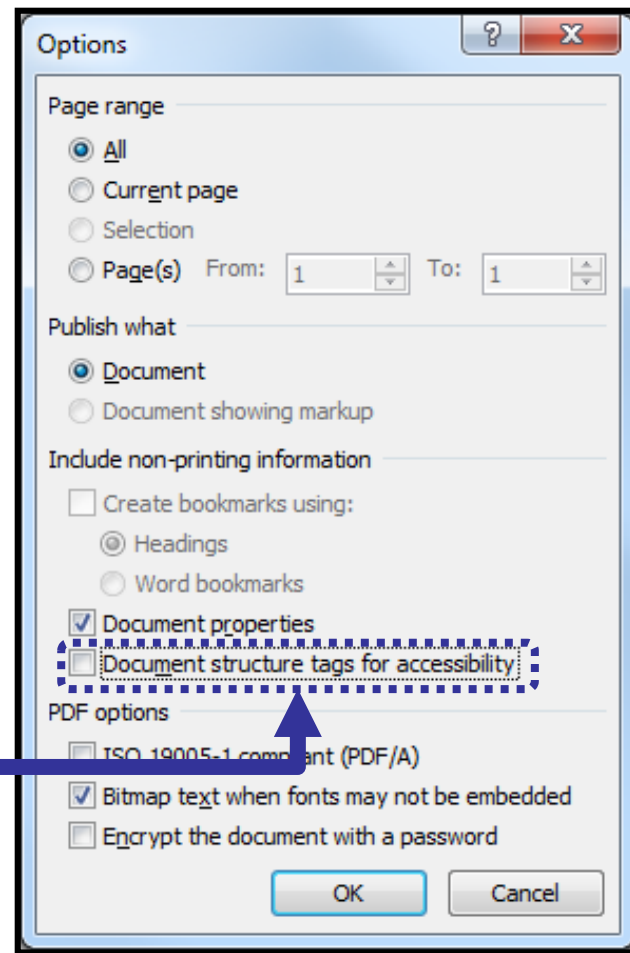 Options
Page range
All
Current page
Selection
Page(s) From: 1 To: 1
Publish what
Document
Document showing markup
Include non-printing information
Create bookmarks using:
Headings
Word bookmarks
Document properties
Document structure tags for accessibility
PDF options
ISO 19005-1 compliant (PDF/A)
Bitmap text when fonts may not be embedded
Encrypt the document with a password
OK Cancel